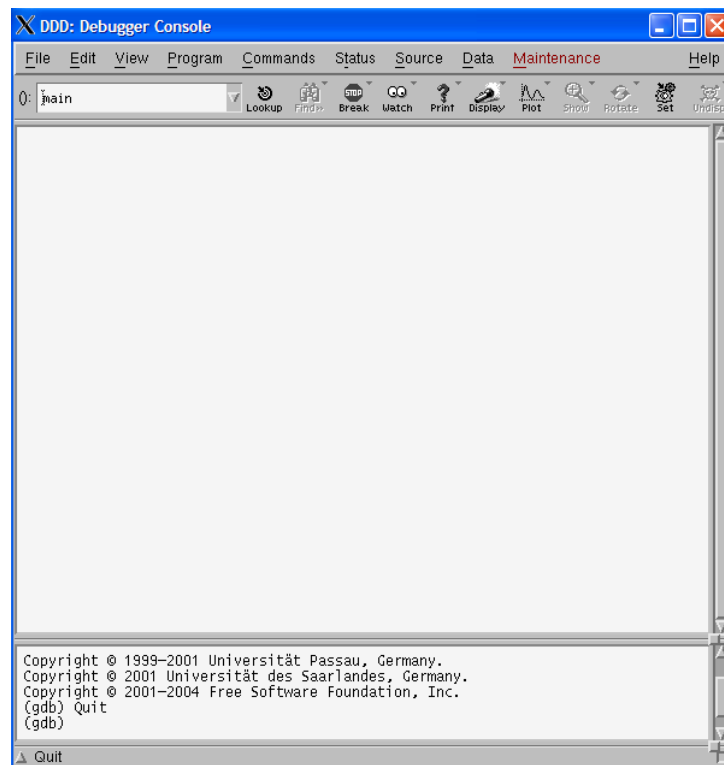 DDD: Debugger Console
File Edit View Program Commands Status Source Data Maintenance Help
(): main
Lookup Find» Break Watch Print Display Plot Show Rotate Set Undisp
Copyright © 1999–2001 Universität Passau, Germany.
Copyright © 2001 Universität des Saarlandes, Germany.
Copyright © 2001–2004 Free Software Foundation, Inc.
(gdb) Quit
(gdb)
Quit